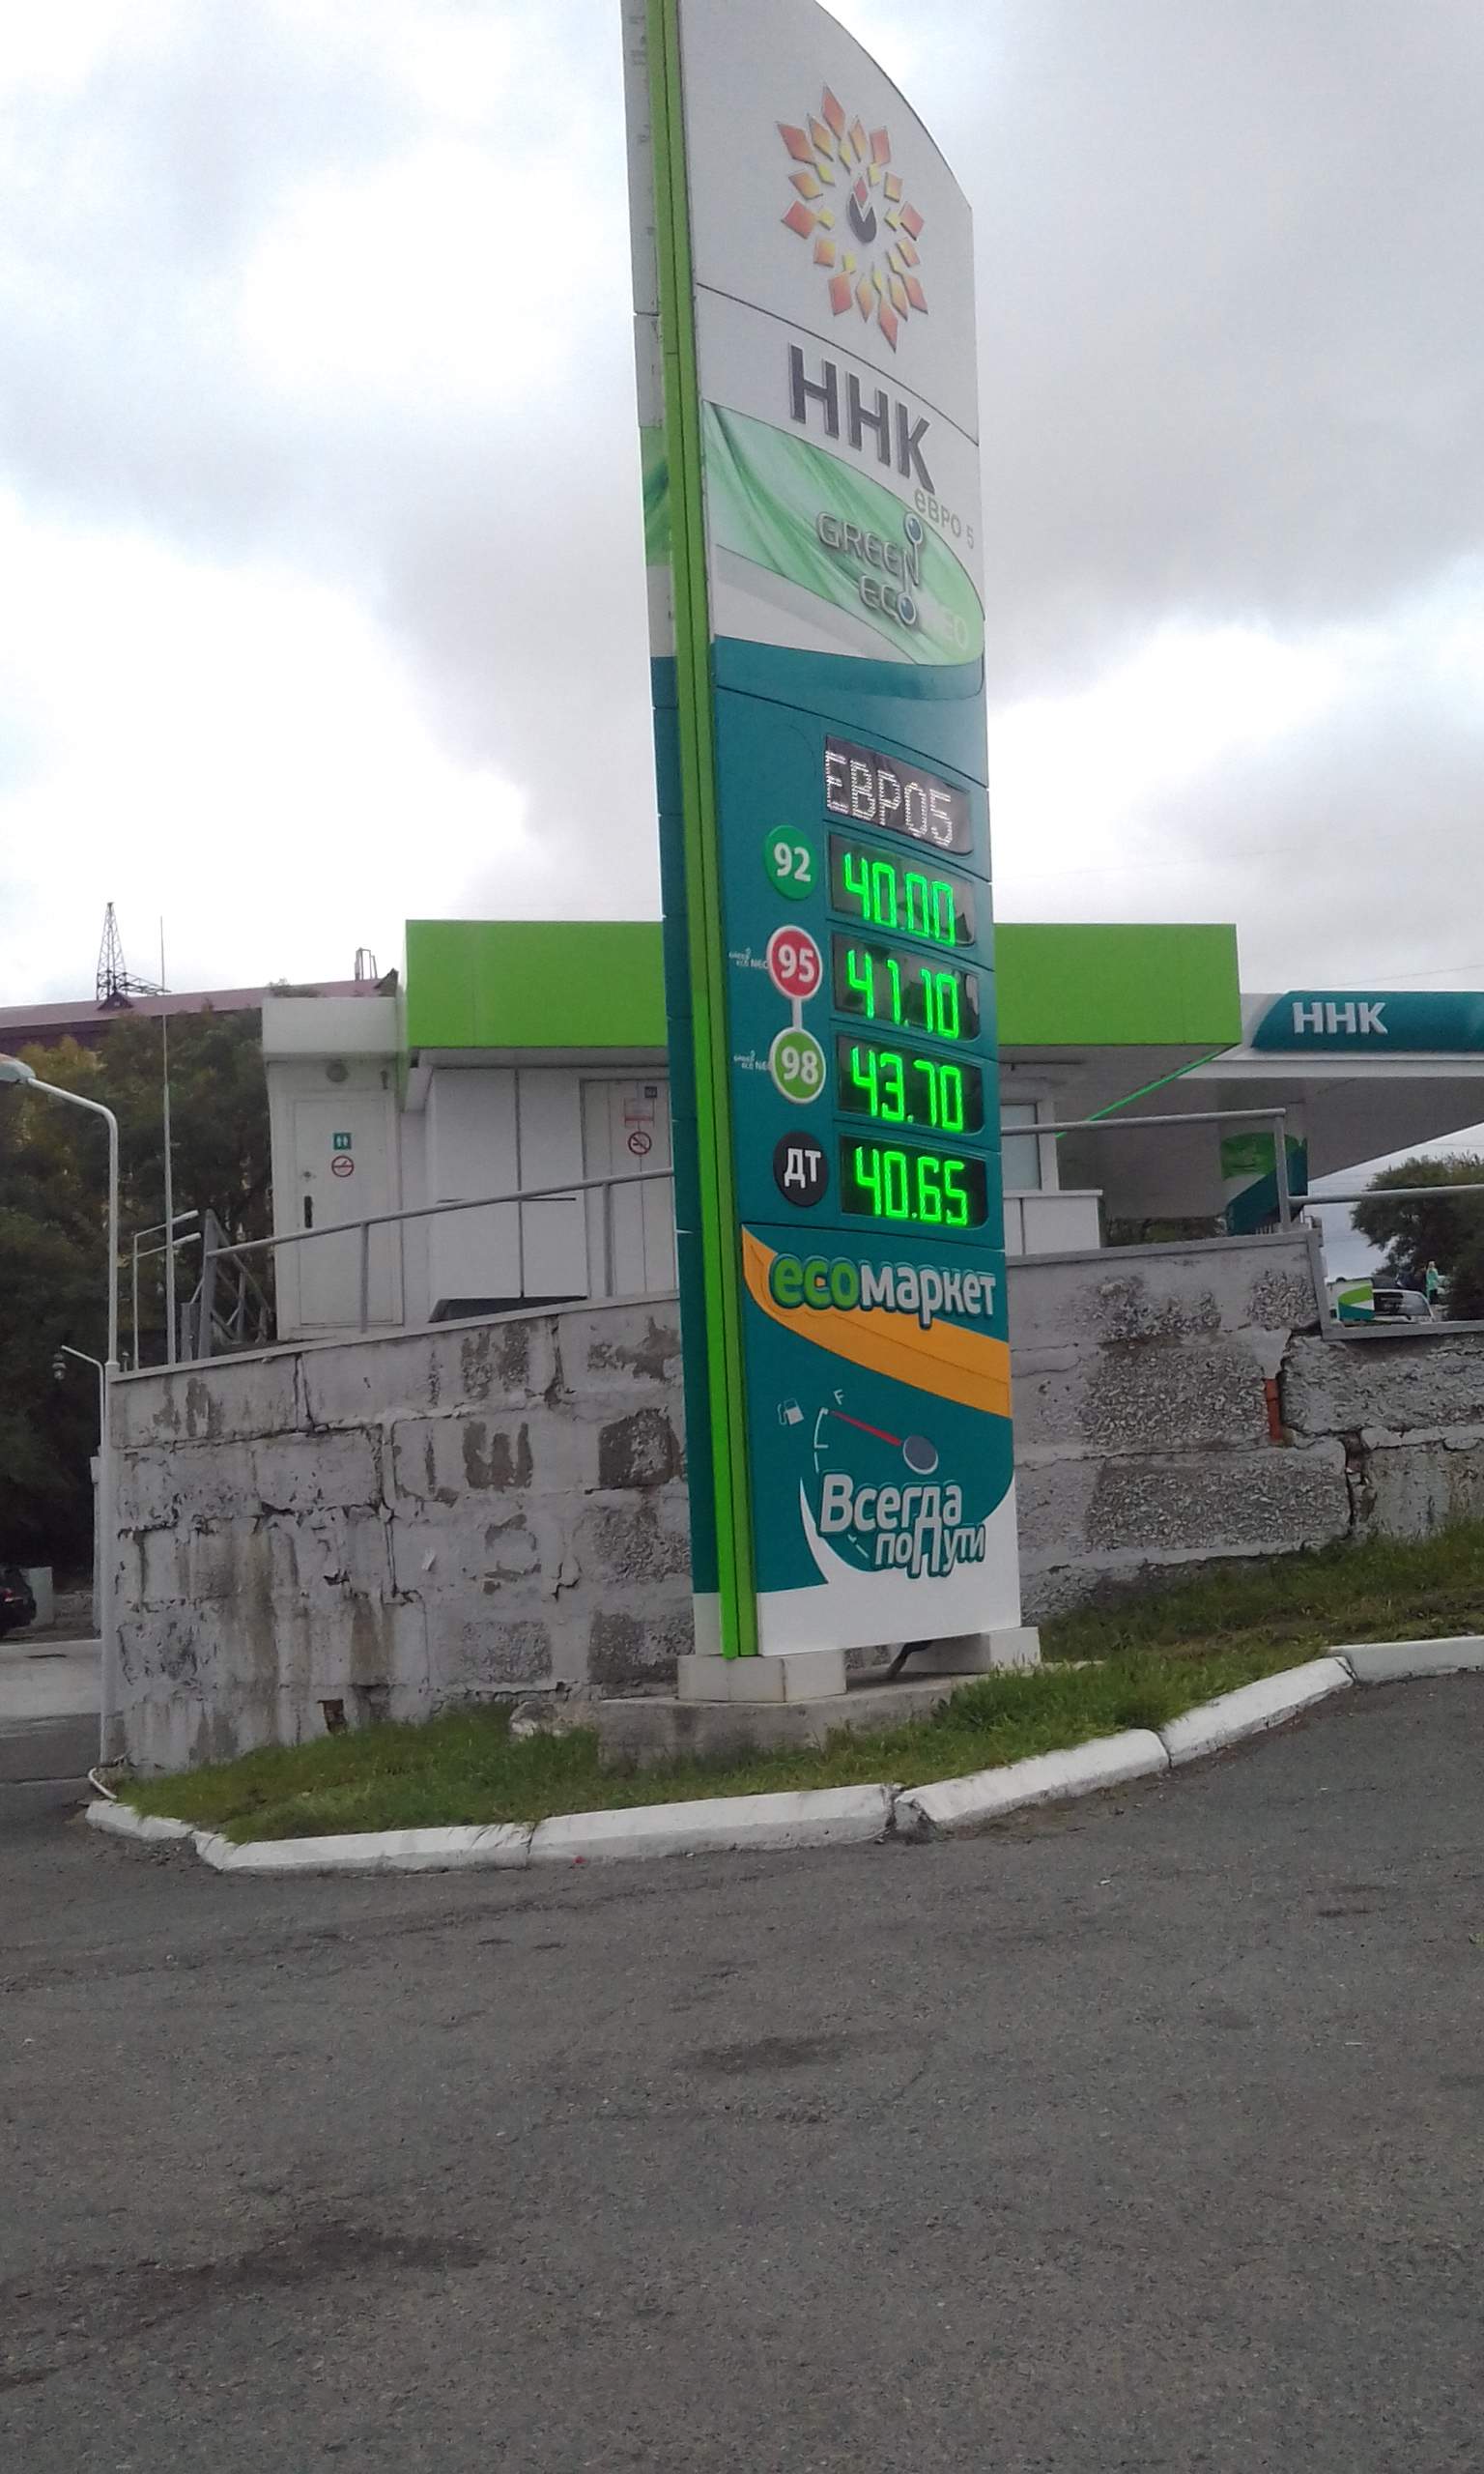 ННК
евро 5
GREEN
ECO NEO
ЕВРО5
92 40.00
95 41.10
98 43.70
ДТ 40.65
ecoмаркет
F
Всегда
поПути
ННК